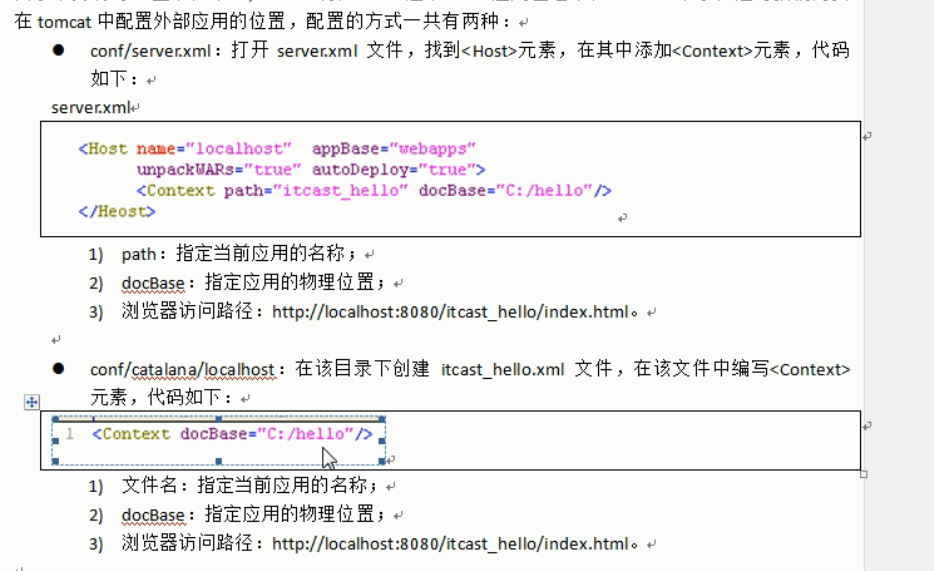 在 tomcat 中配置外部应用的位置，配置的方式一共有两种：
● conf/server.xml：打开 server.xml 文件，找到<Host>元素，在其中添加<Context>元素，代码
如下：
server.xml
<Host name="localhost" appBase="webapps"
unpackWARs="true" autoDeploy="true">
<Context path="itcast_hello" docBase="C:/hello"/>
</Heost>
1) path：指定当前应用的名称；
2) docBase：指定应用的物理位置；
3) 浏览器访问路径：http://localhost:8080/itcast_hello/index.html。
● conf/catalana/localhost：在该目录下创建 itcast_hello.xml 文件，在该文件中编写<Context>
元素，代码如下：
1 <Context docBase="C:/hello"/>
1) 文件名：指定当前应用的名称；
2) docBase：指定应用的物理位置；
3) 浏览器访问路径：http://localhost:8080/itcast_hello/index.html。